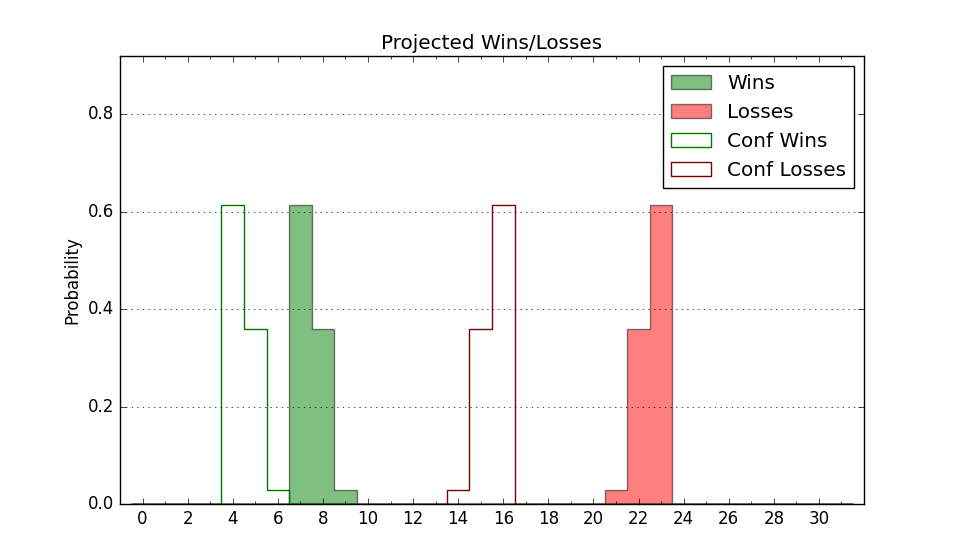 Projected Wins/Losses
Wins
Losses
Conf Wins
Conf Losses
Probability
0.8
0.6
0.4
0.2
0.0
0 2 4 6 8 10 12 14 16 18 20 22 24 26 28 30